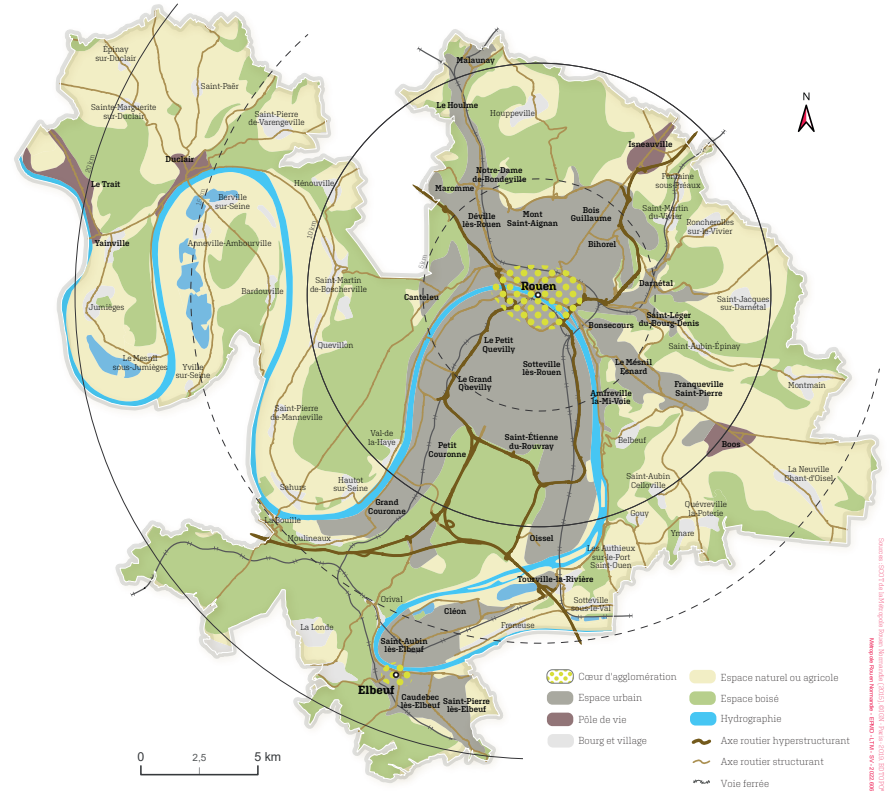 Malaunay
Epinay
sur-Duclair
Saint-Paër
Le Houlme
Houppeville
Sainte-Marguerite
sur-Duclair
Saint-Pierre
de-Varengeville
Isneauville
20 km
Duclair
Le Trait
Hénouville
Notre-Dame
de-Bondeville
Maromme
Fontaine
sous-Préaux
Berville
sur-Seine
Déville
lès-Rouen
Mont
Saint-Aignan
Bois
Guillaume
Saint-Martin
du-Vivier
Roncherolles
sur-le-Vivier
10 km
Yainville
Anneville-Ambourville
Bihorel
5 km
Saint-Martin
de-Boscherville
Bardouville
Canteleu
Rouen
Darnétal
Saint-Jacques
sur-Darnétal
Jumièges
Saint-Léger
du-Bourg-Denis
Bonsecours
Quevillon
Le Petit
Quevilly
Saint-Aubin-Epinay
Le Mesnil
sous-Jumièges
Yville
sur-Seine
Sotteville
lès-Rouen
Le Mesnil
Esnard
Le Grand
Quevilly
Franqueville
Saint-Pierre
Montmain
Amfreville
la-Mi-Voie
Saint-Pierre
de-Manneville
Val-de
la-Haye
Petit
Couronne
Saint-Étienne
du-Rouvray
Belbeuf
Boos
La Neuville
Chant-d'Oisel
Saint-Aubin
Celloville
Sahurs
Hautot
sur-Seine
Grand
Couronne
Gouy
Quévreville
la-Poterie
La Bouille
Moulineaux
Oissel
Ymare
Les Authieux
sur-le-Port
Saint-Ouen
Tourville-la-Rivière
Orival
Cléon
Sotteville
sous-le-Val
Freneuse
La Londe
Saint-Aubin
lès-Elbeuf
Elbeuf
Caudebec
lès-Elbeuf
Saint-Pierre
lès-Elbeuf
N
0 2,5 5 km
Cœur d'agglomération
Espace urbain
Pôle de vie
Bourg et village
Espace naturel ou agricole
Espace boisé
Hydrographie
Axe routier hyperstructurant
Axe routier structurant
Voie ferrée